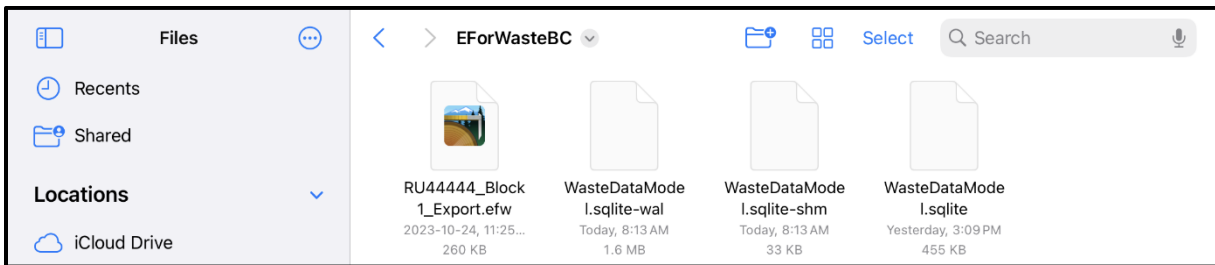 Files
Recents
Shared
Locations
iCloud Drive
EForWasteBC
Select
Search
RU44444_Block
1_Export.efw
2023-10-24, 11:25...
260 KB
WasteDataMode
l.sqlite-wal
Today, 8:13 AM
1.6 MB
WasteDataMode
l.sqlite-shm
Today, 8:13 AM
33 KB
WasteDataMode
l.sqlite
Yesterday, 3:09 PM
455 KB